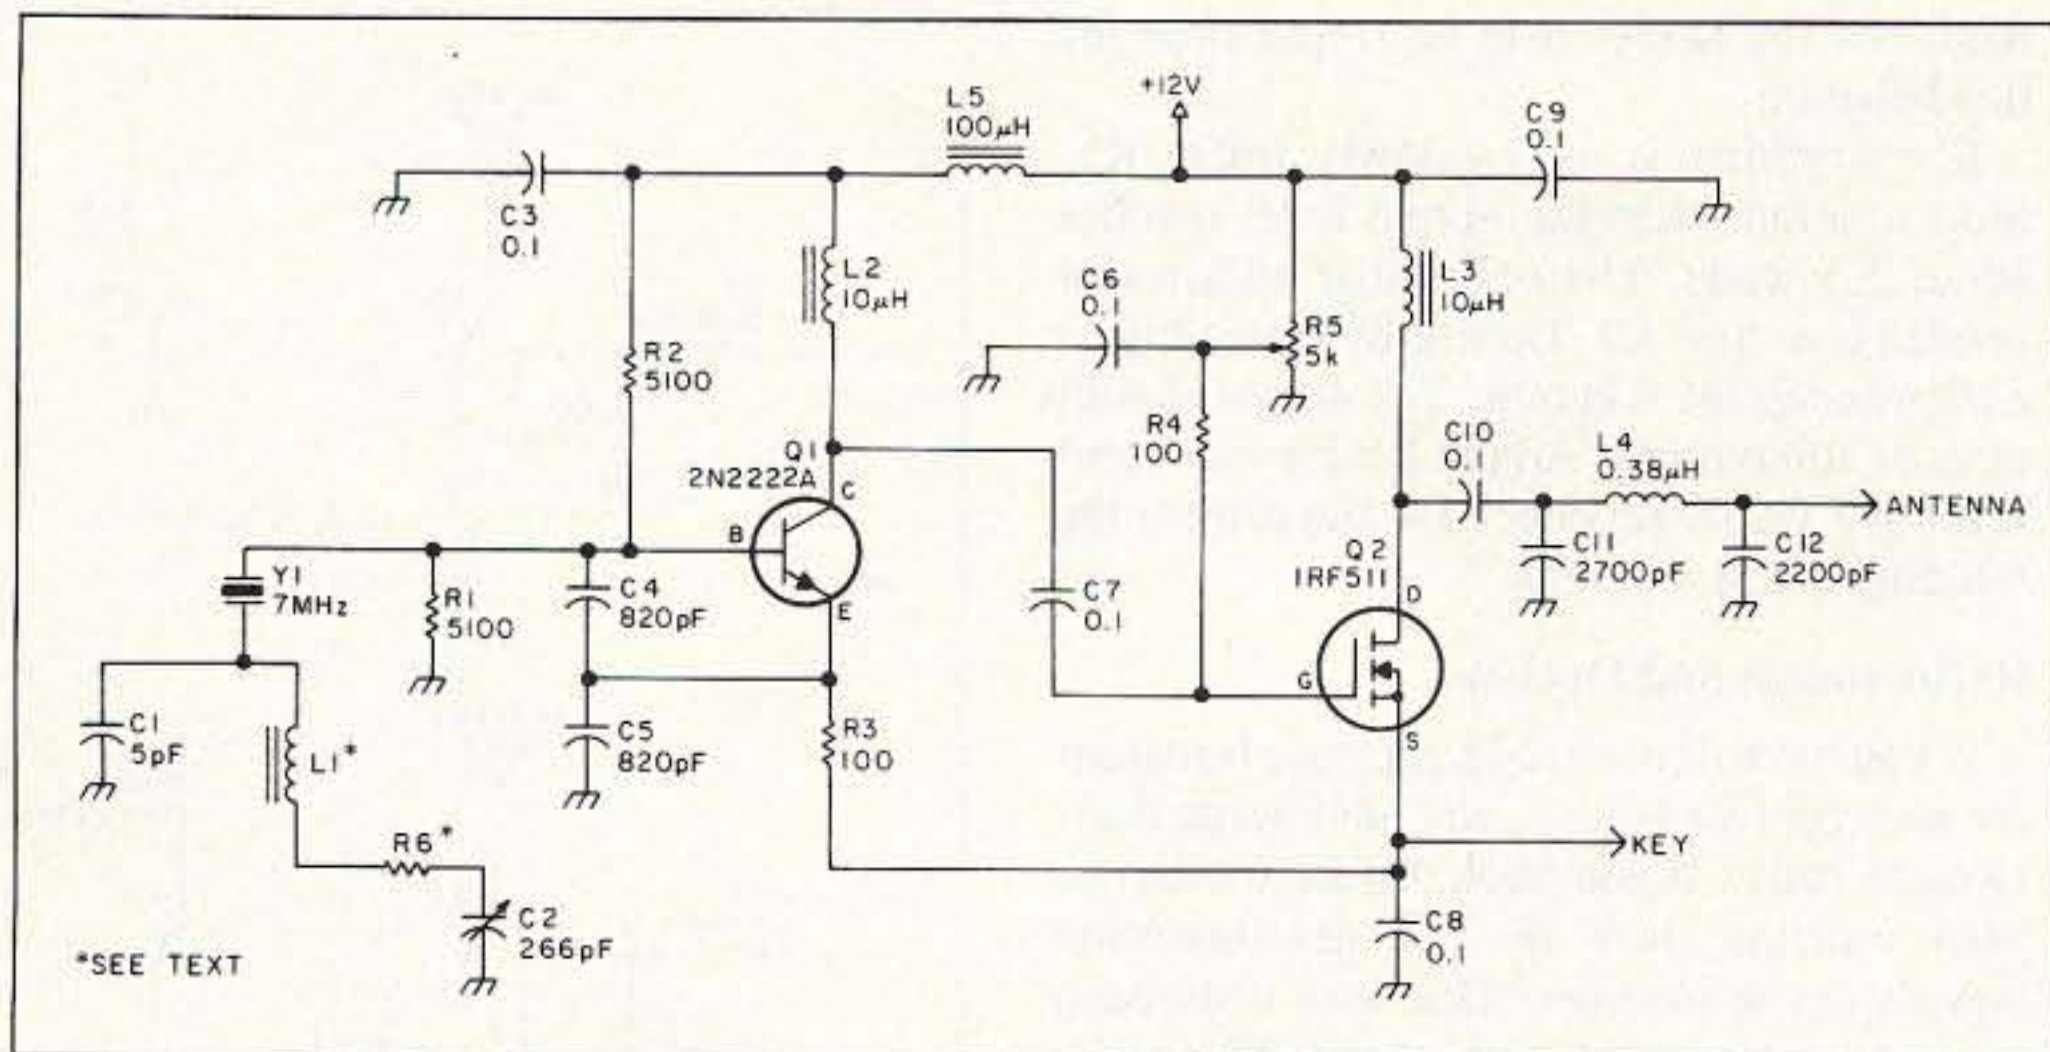 +12V
L5
100μH
C9
0.1
C3
0.1
L2
10μH
C6
0.1
L3
10μH
R5
5k
R2
5100
R4
100
C10
0.1
L4
0.38μH
Q1
2N2222A
C
B
E
ANTENNA
Q2
IRF511
D
G
S
C11
2700pF
C12
2200pF
Y1
7MHz
R1
5100
C4
820pF
C7
0.1
C1
5pF
L1*
C5
820pF
R3
100
R6*
C2
266pF
KEY
C8
0.1
*SEE TEXT